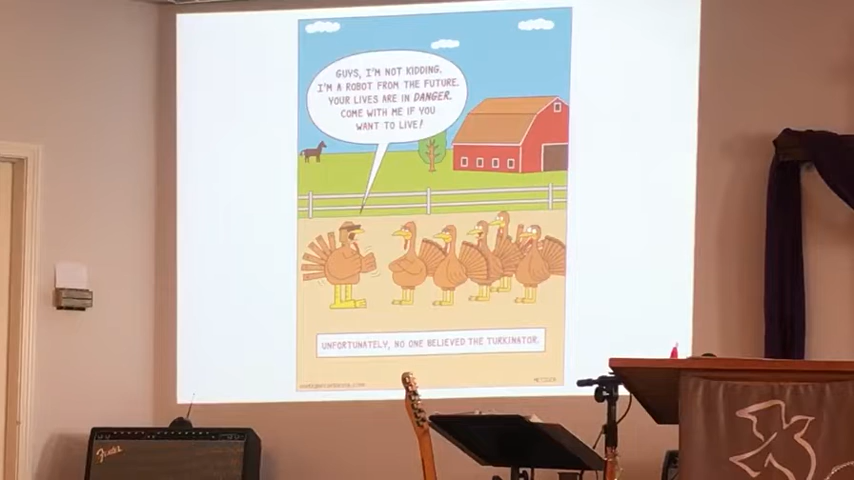 GUYS, I'M NOT KIDDING.
I'M A ROBOT FROM THE FUTURE.
YOUR LIVES ARE IN DANGER.
COME WITH ME IF YOU
WANT TO LIVE!
UNFORTUNATELY, NO ONE BELIEVED THE TURKINATOR.
Fender